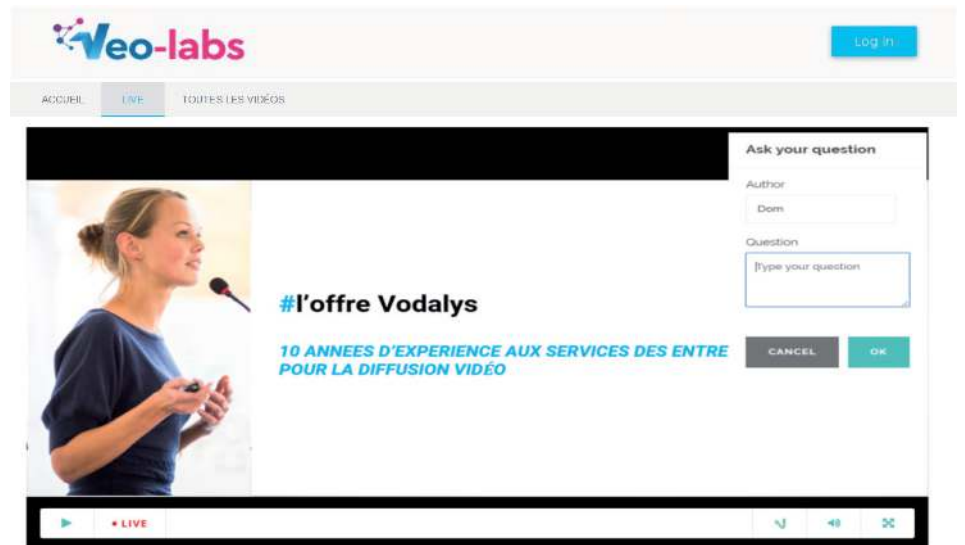 Veo-labs
Log in
ACCUEIL LIVE TOUTES LES VIDÉOS
Ask your question
Author
Dom
Question
Type your question
CANCEL OK
#l'offre Vodalys
10 ANNEES D'EXPERIENCE AUX SERVICES DES ENTRE
POUR LA DIFFUSION VIDÉO
• LIVE